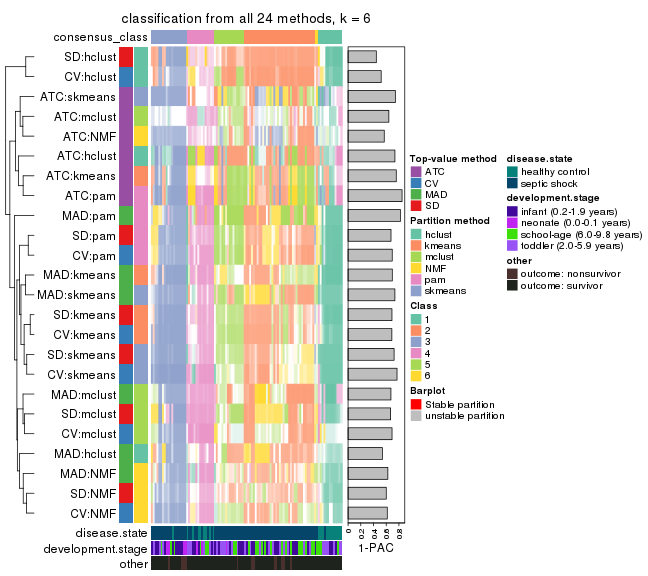 classification from all 24 methods, k = 6
consensus_class
SD:hclust
CV:hclust
ATC:skmeans
ATC:mclust
ATC:NMF
ATC:hclust
ATC:kmeans
ATC:pam
MAD:pam
SD:pam
CV:pam
MAD:kmeans
MAD:skmeans
SD:kmeans
CV:kmeans
SD:skmeans
CV:skmeans
MAD:mclust
SD:mclust
CV:mclust
MAD:hclust
MAD:NMF
SD:NMF
CV:NMF
disease.state
development.stage
other
0
0.2
0.4
0.6
0.8
1-PAC
Top-value method
ATC
CV
MAD
SD
Partition method
hclust
kmeans
mclust
NMF
pam
skmeans
Class
1
2
3
4
5
6
Barplot
Stable partition
unstable partition
disease.state
healthy control
septic shock
development.stage
infant (0.2-1.9 years)
neonate (0.0-0.1 years)
school-age (6.0-9.8 years)
toddler (2.0-5.9 years)
other
outcome: nonsurvivor
outcome: survivor